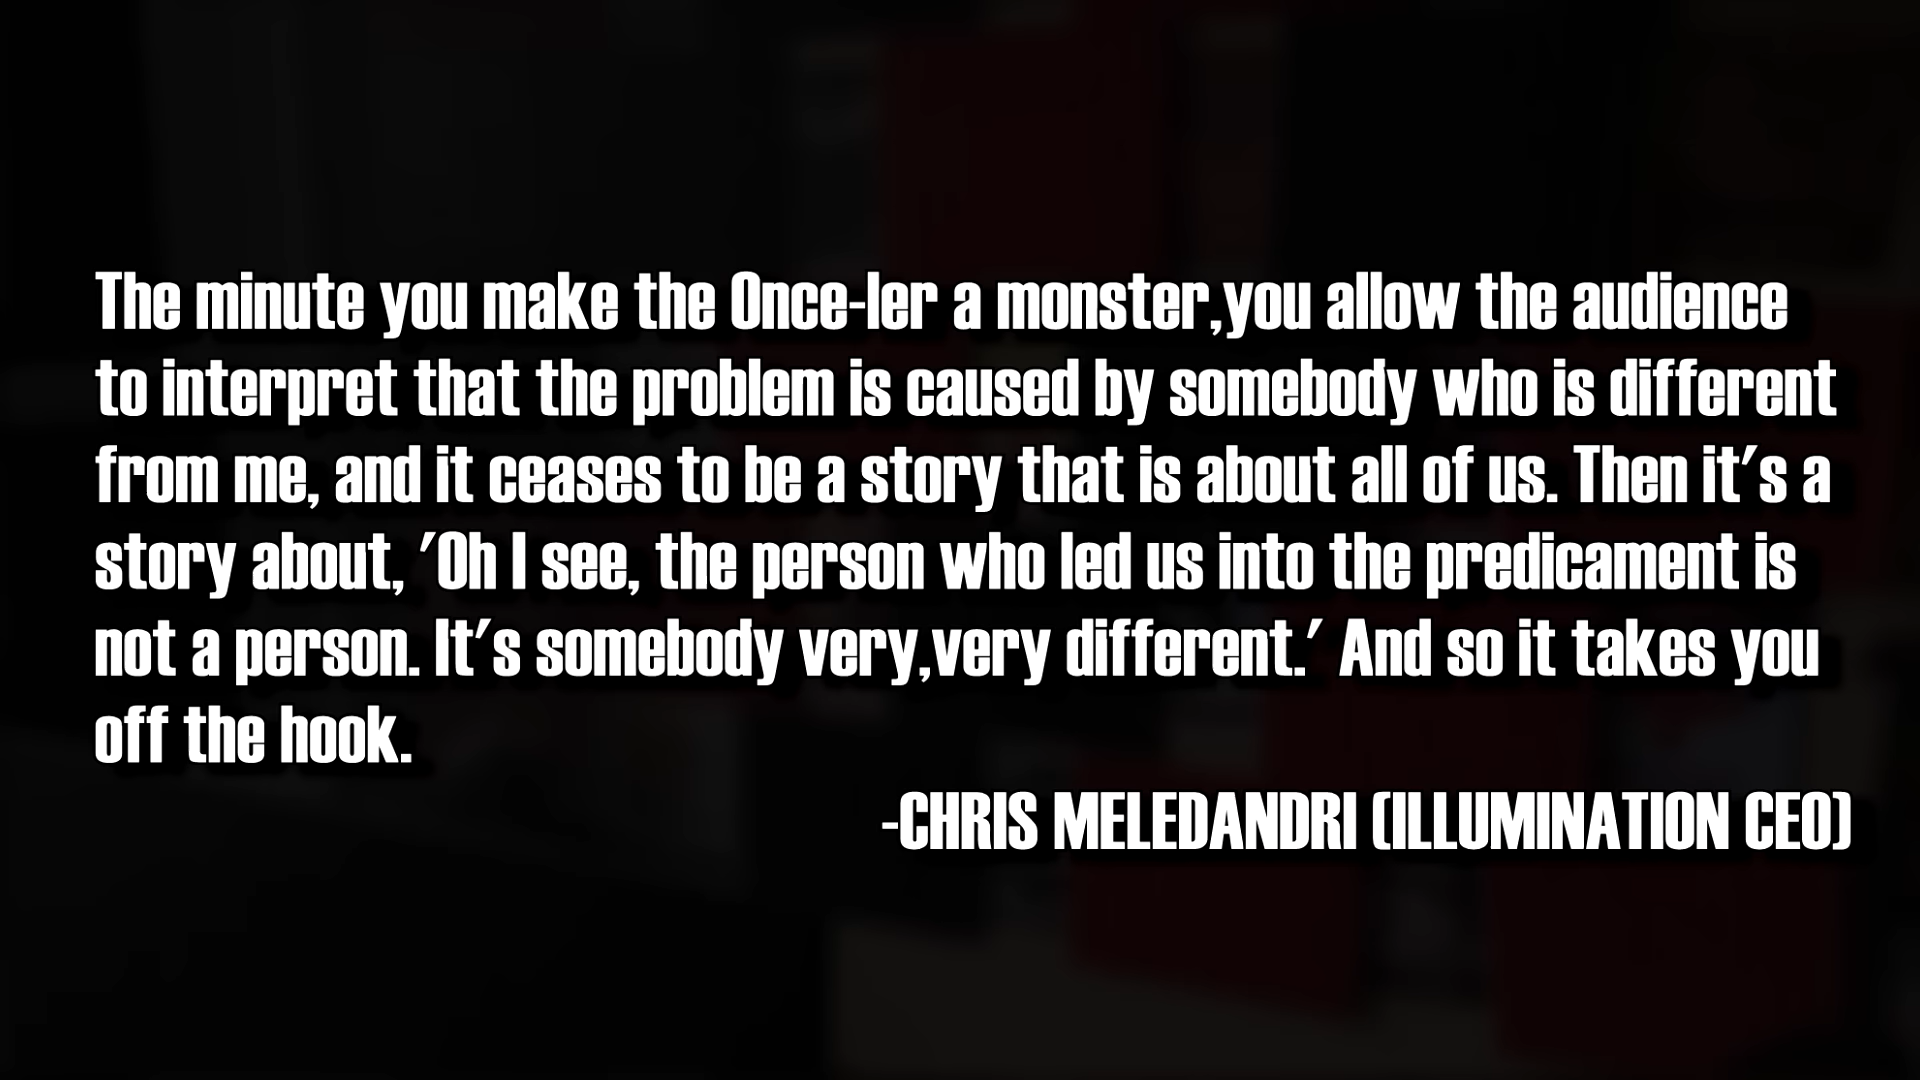 The minute you make the Once-ler a monster,you allow the audience
to interpret that the problem is caused by somebody who is different
from me, and it ceases to be a story that is about all of us. Then it's a
story about, 'Oh I see, the person who led us into the predicament is
not a person. It's somebody very,very different.' And so it takes you
off the hook.
-CHRIS MELEDANDRI (ILLUMINATION CEO)